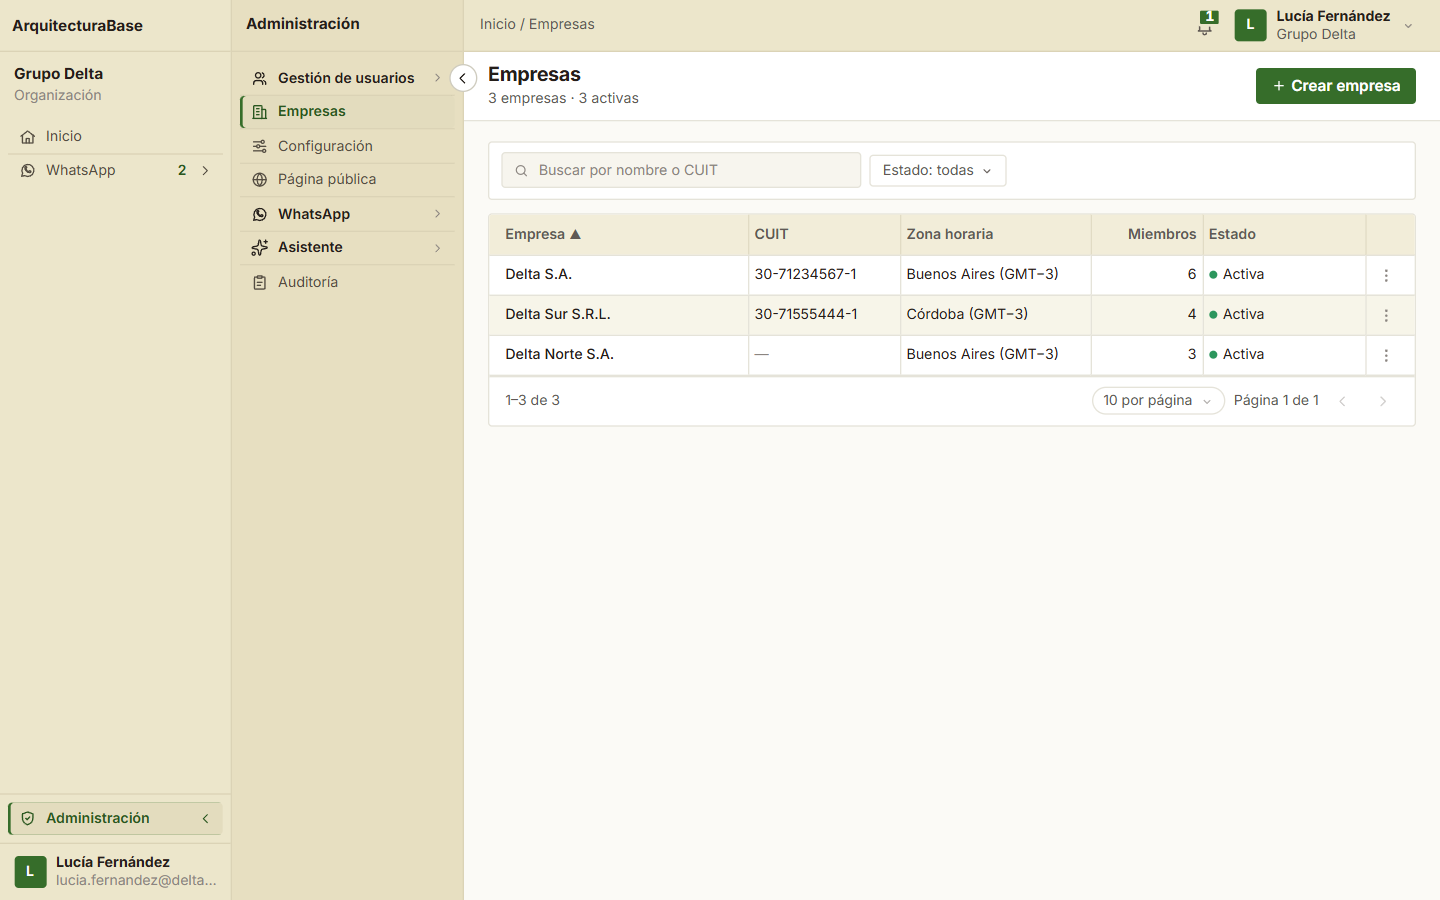 ArquitecturaBase
Grupo Delta
Organización
Inicio
WhatsApp 2
Administración
Lucía Fernández
L
lucia.fernandez@delta...
Administración
Gestión de usuarios
Empresas
Configuración
Página pública
WhatsApp
Asistente
Auditoría
Inicio / Empresas
1
L
Lucía Fernández
Grupo Delta
Empresas
3 empresas · 3 activas
+ Crear empresa
Buscar por nombre o CUIT
Estado: todas
Empresa ▲ CUIT Zona horaria Miembros Estado
Delta S.A. 30-71234567-1 Buenos Aires (GMT−3) 6 Activa
Delta Sur S.R.L. 30-71555444-1 Córdoba (GMT−3) 4 Activa
Delta Norte S.A. — Buenos Aires (GMT−3) 3 Activa
1–3 de 3 10 por página Página 1 de 1